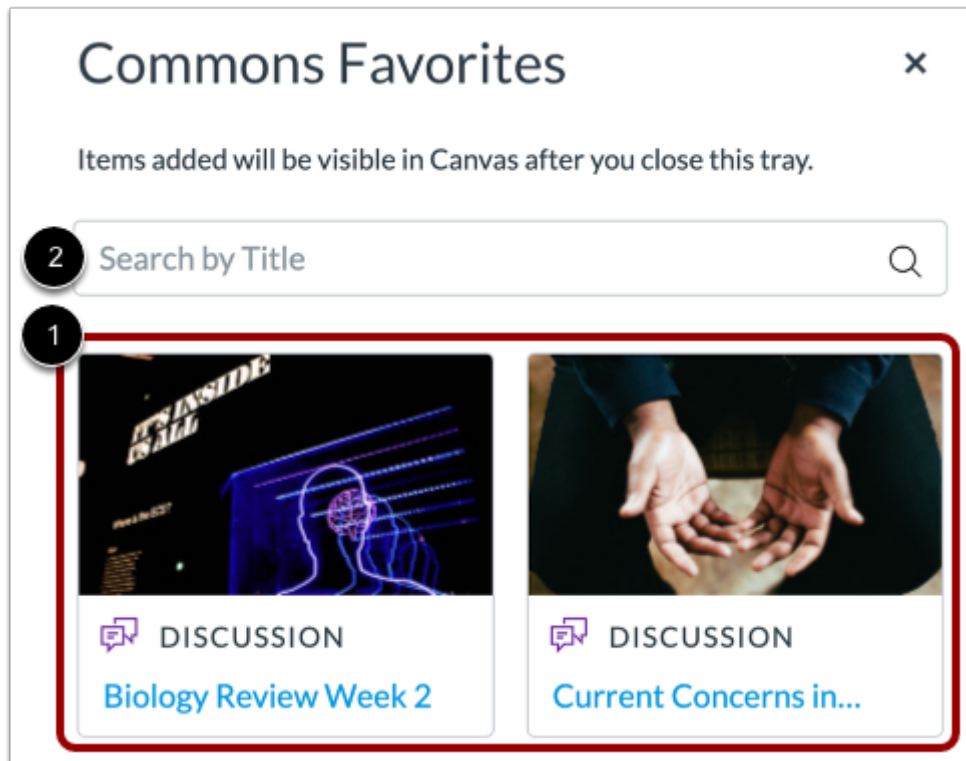 Commons Favorites
Items added will be visible in Canvas after you close this tray.
2
Search by Title
1
IT'S INSIDE
US ALL
DISCUSSION
Biology Review Week 2
DISCUSSION
Current Concerns in...